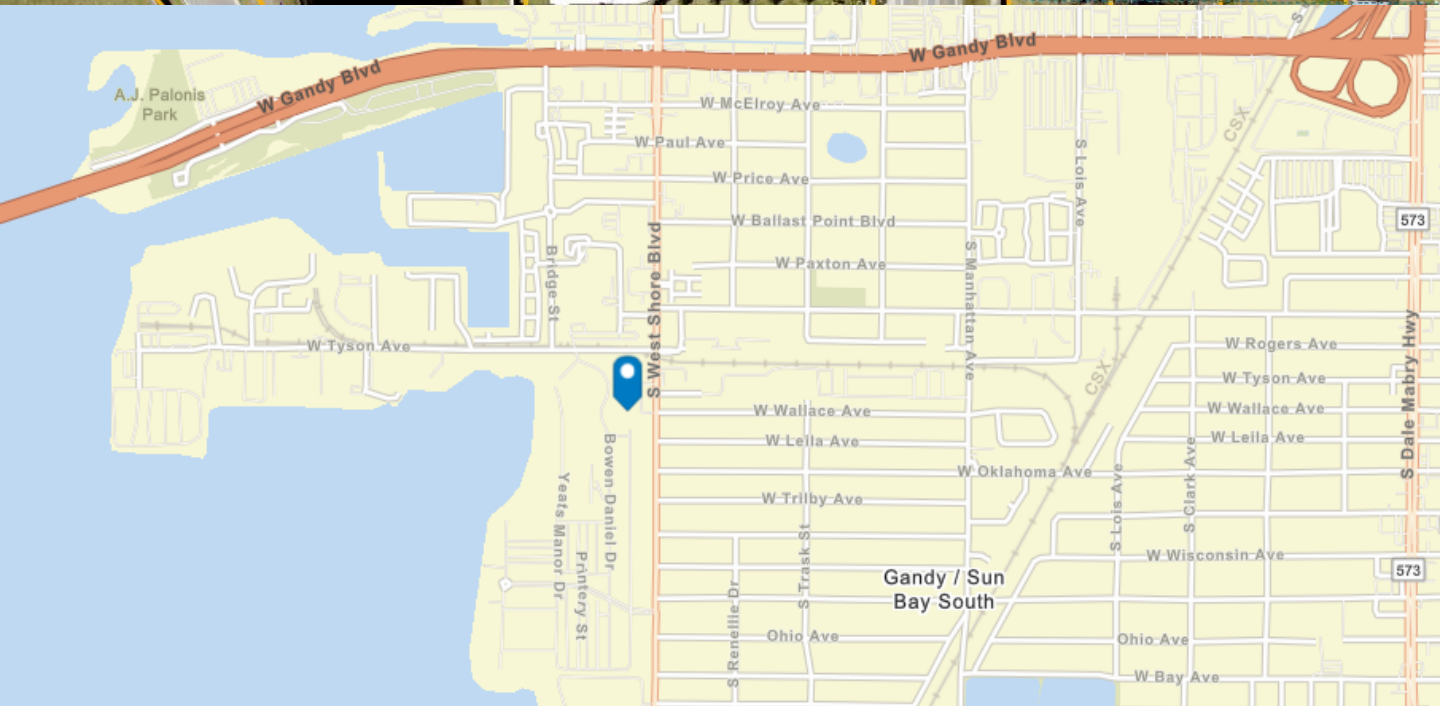 W Gandy Blvd
W Gandy Blvd
A.J. Palonis
Park
W McElroy Ave
CSX
W Paul Ave
S Lois Ave
W Price Ave
573
W Ballast Point Blvd
Bridge St
S West Shore Blvd
W Paxton Ave
S Manhattan Ave
W Tyson Ave
W Rogers Ave
S Dale Mabry Hwy
CSX
W Tyson Ave
W Wallace Ave
W Wallace Ave
W Leila Ave
W Leila Ave
W Oklahoma Ave
Bowen Daniel Dr
Yeats Manor Dr
W Trilby Ave
S Lois Ave
S Clark Ave
Printery St
S Trask St
W Wisconsin Ave
Gandy / Sun
Bay South
573
S Renellie Dr
Ohio Ave
Ohio Ave
W Bay Ave